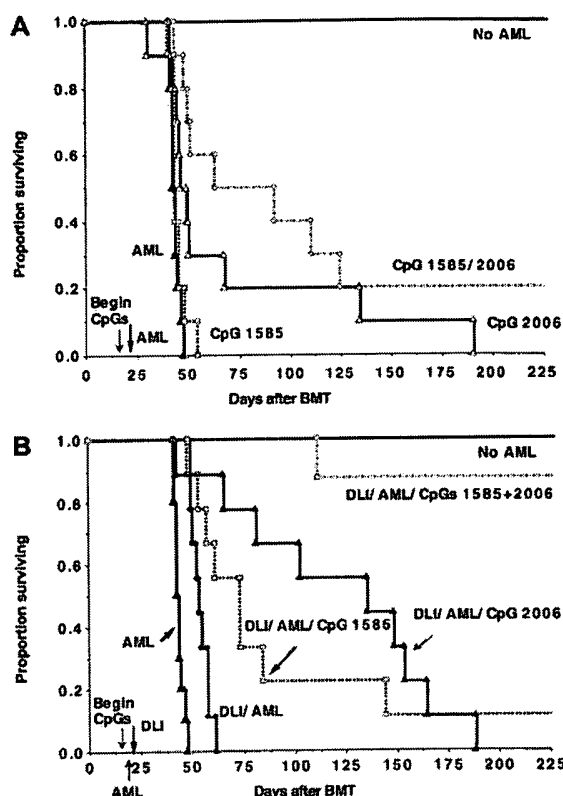 A
No AML
Proportion surviving
1.0
0.8
0.6
0.4
0.2
0.0
AML
Begin
CpGs
AML
CpG 1585
CpG 1585/2006
CpG 2006
0 25 50 75 100 125 150 175 200 225
Days after BMT
B
No AML
DLI/ AML/ CpGs 1585+2006
Proportion surviving
1.0
0.8
0.6
0.4
0.2
0.0
AML
DLI/ AML/ CpG 1585
DLI/ AML/ CpG 2006
DLI/ AML
Begin
CpGs
DLI
0 25 50 75 100 125 150 175 200 225
AML
Days after BMT